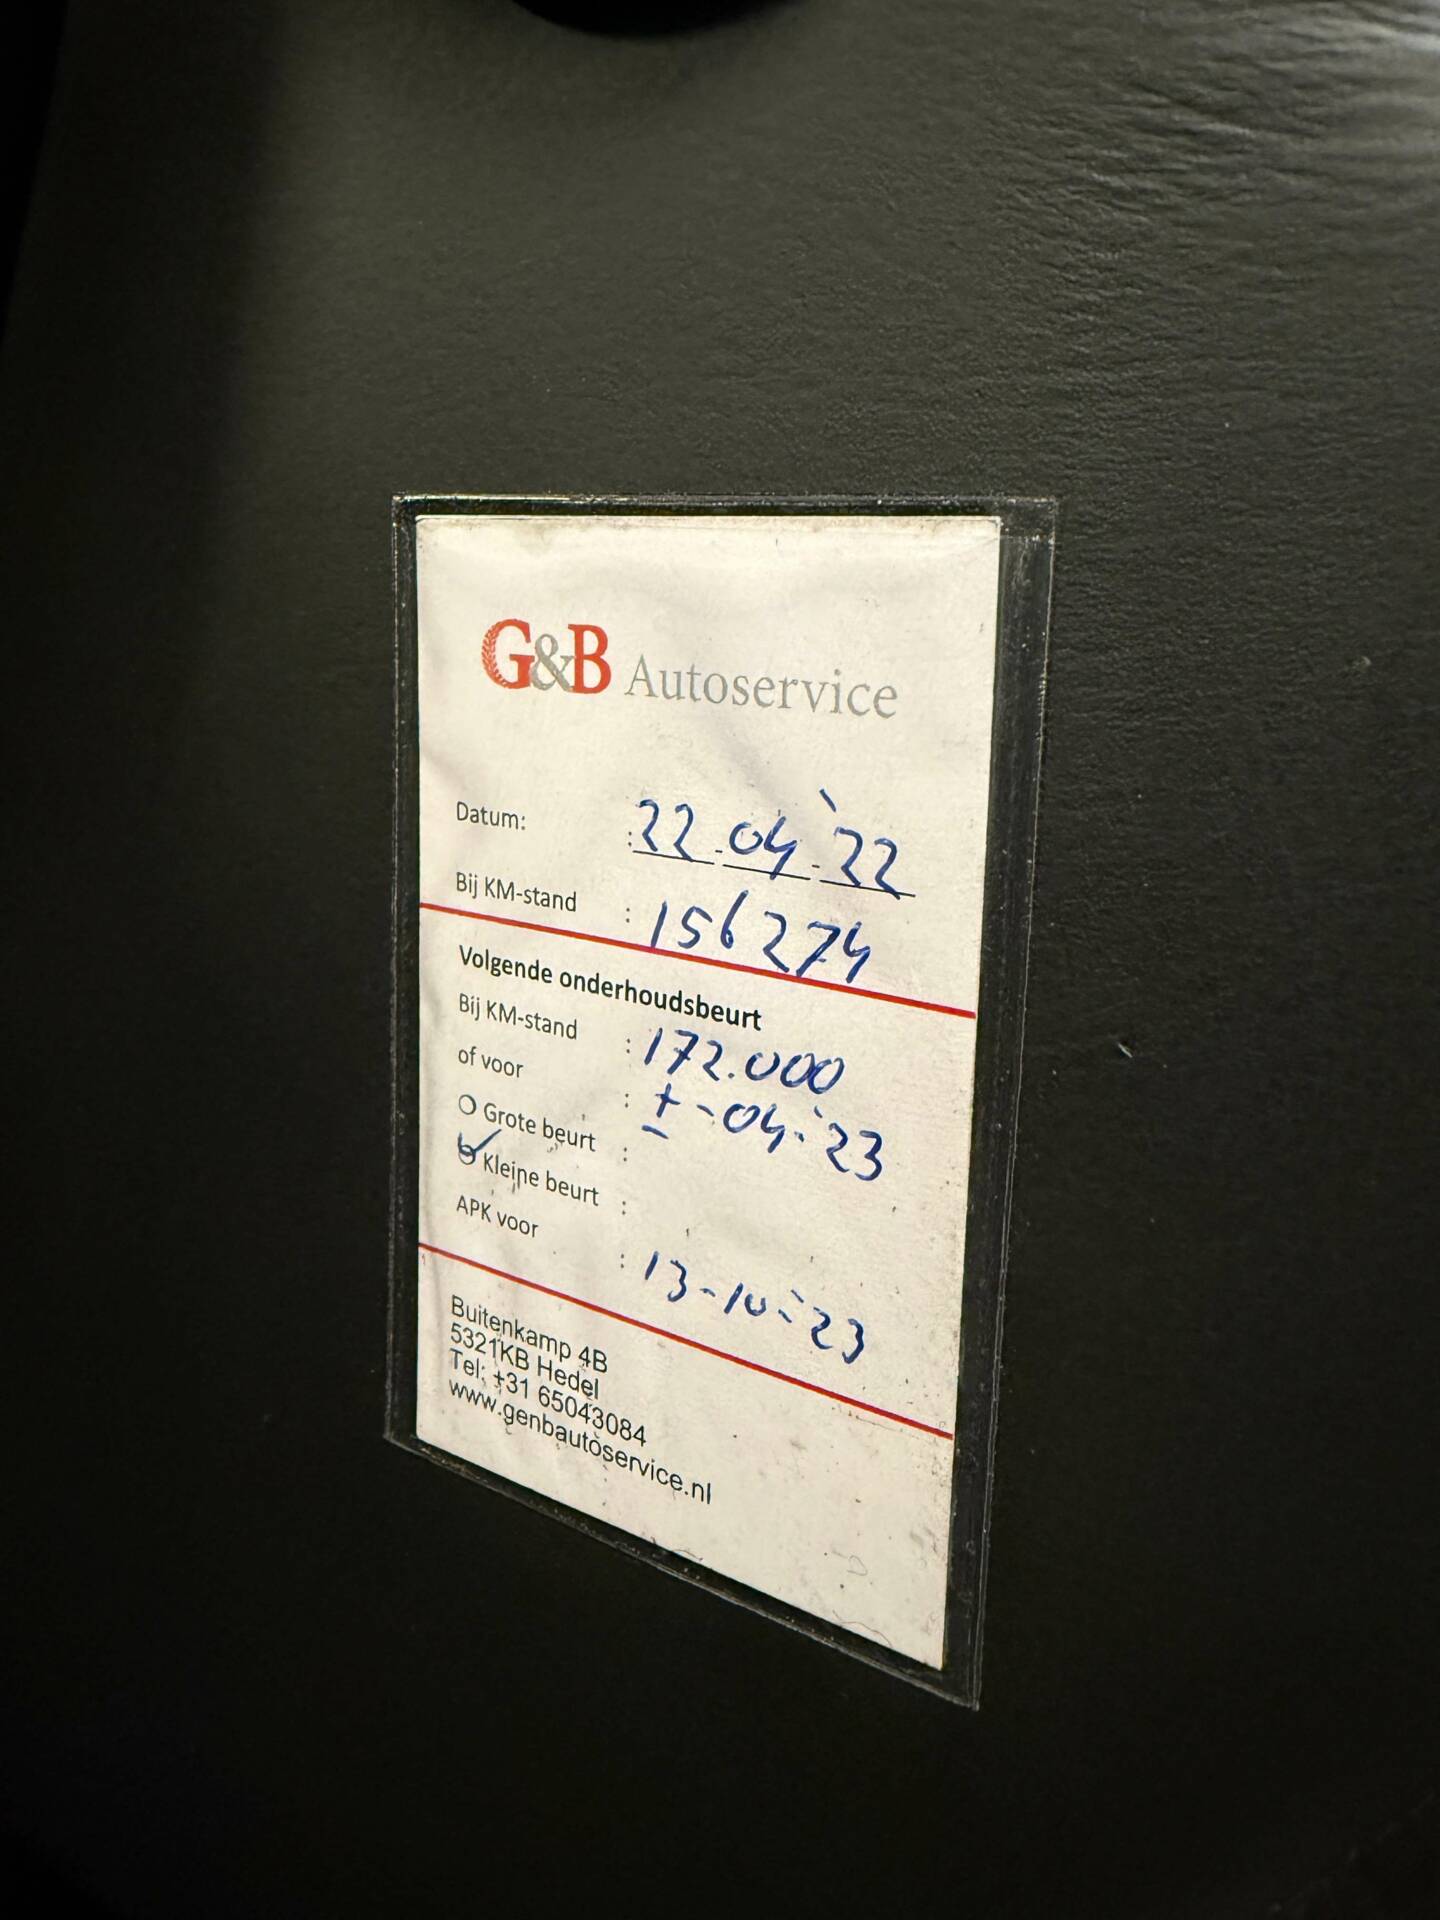 G&B Autoservice
Datum: : 22-04-'22
Bij KM-stand : 156274
Volgende onderhoudsbeurt
Bij KM-stand : 172.000
of voor : ±-04-'23
Grote beurt :
Kleine beurt :
APK voor : 13-10-'23
Buitenkamp 4B
5321KB Hedel
Tel: +31 65043084
www.genbautoservice.nl